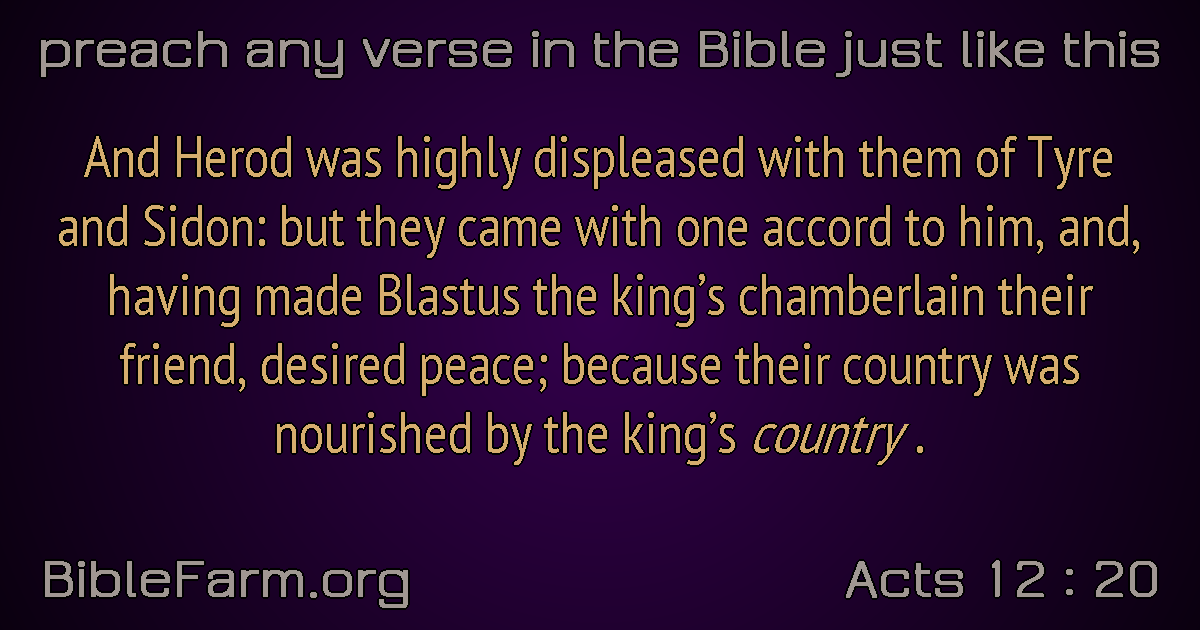 preach any verse in the Bible just like this
And Herod was highly displeased with them of Tyre
and Sidon: but they came with one accord to him, and,
having made Blastus the king’s chamberlain their
friend, desired peace; because their country was
nourished by the king’s country .
BibleFarm.org
Acts 12 : 20